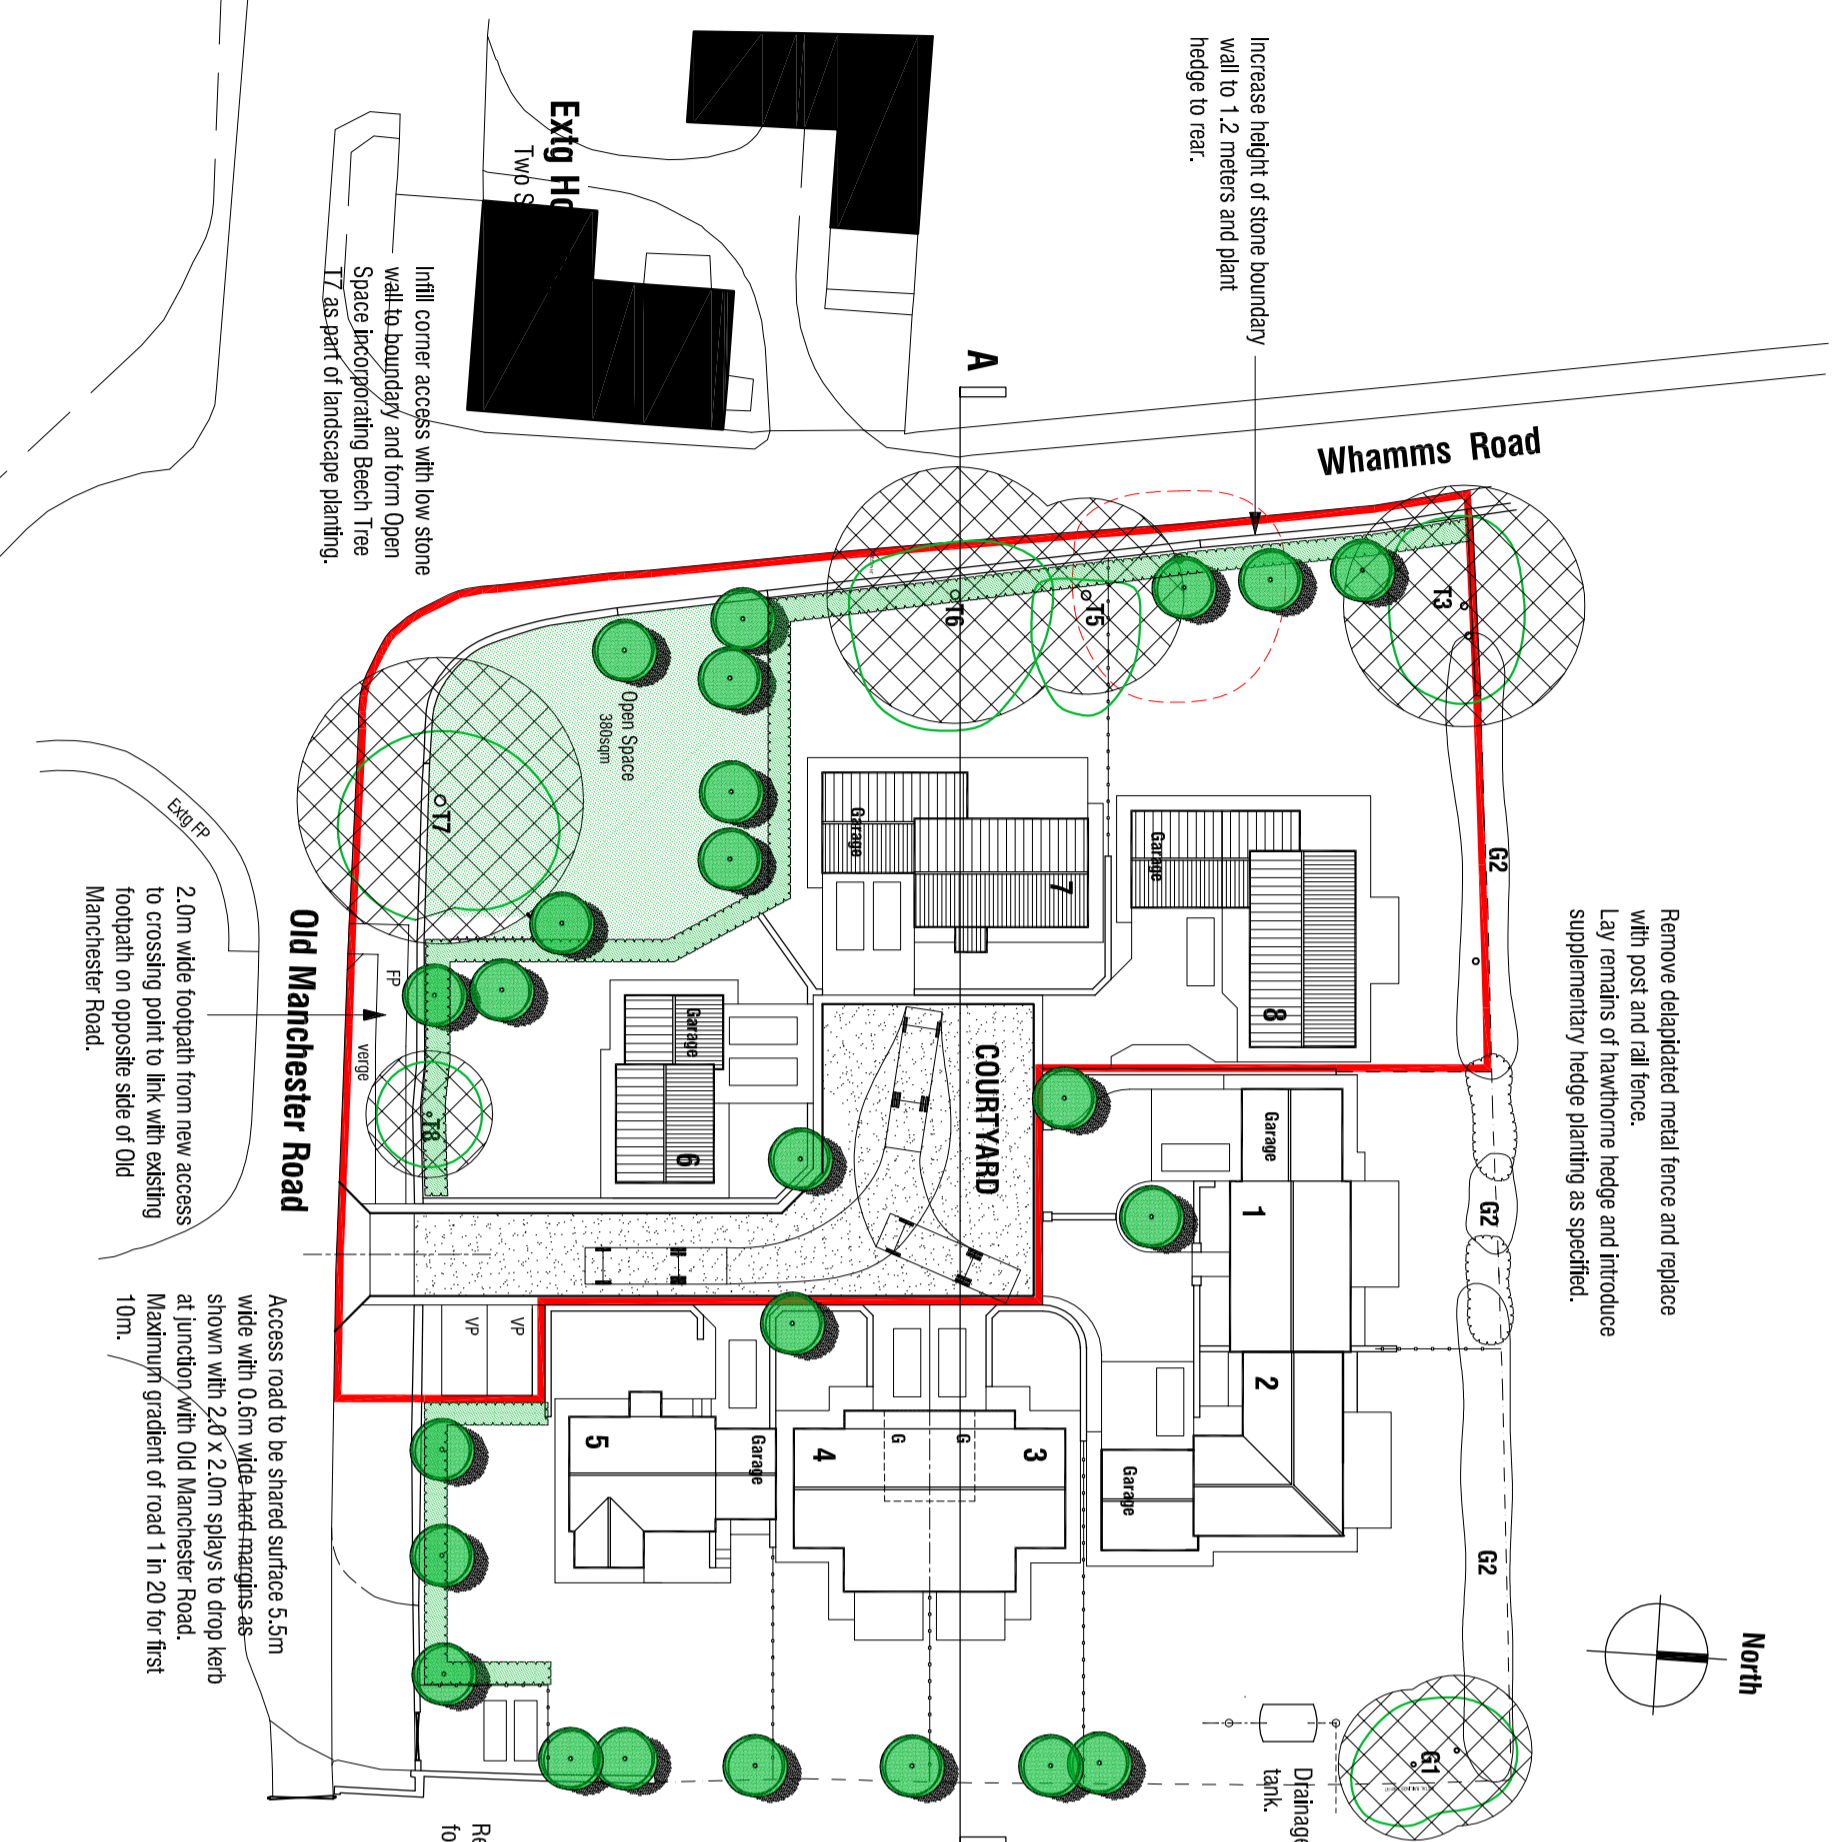 Increase height of stone boundary
wall to 1.2 meters and plant
hedge to rear.
Extg Ho
Two S
Infill corner access with low stone
wall to boundary and form Open
Space incorporating Beech Tree
T7 as part of landscape planting.
A
Whamms Road
T3
T5
T6
T7
T8
Open Space
380sqm
G2
Remove delapidated metal fence and replace
with post and rail fence.
Lay remains of hawthorne hedge and introduce
supplementary hedge planting as specified.
Garage
7
Garage
8
Extg FP
2.0m wide footpath from new access
to crossing point to link with existing
footpath on opposite side of Old
Manchester Road.
Old Manchester Road
FP
verge
Garage
6
COURTYARD
Garage
1
G2
2
Garage
Access road to be shared surface 5.5m
wide with 0.6m wide hard margins as
shown with 2.0 x 2.0m splays to drop kerb
at junction with Old Manchester Road.
Maximum gradient of road 1 in 20 for first
10m.
VP
VP
5
Garage
4
G
G
3
G2
North
G1
Drainage
tank.
Re
fo